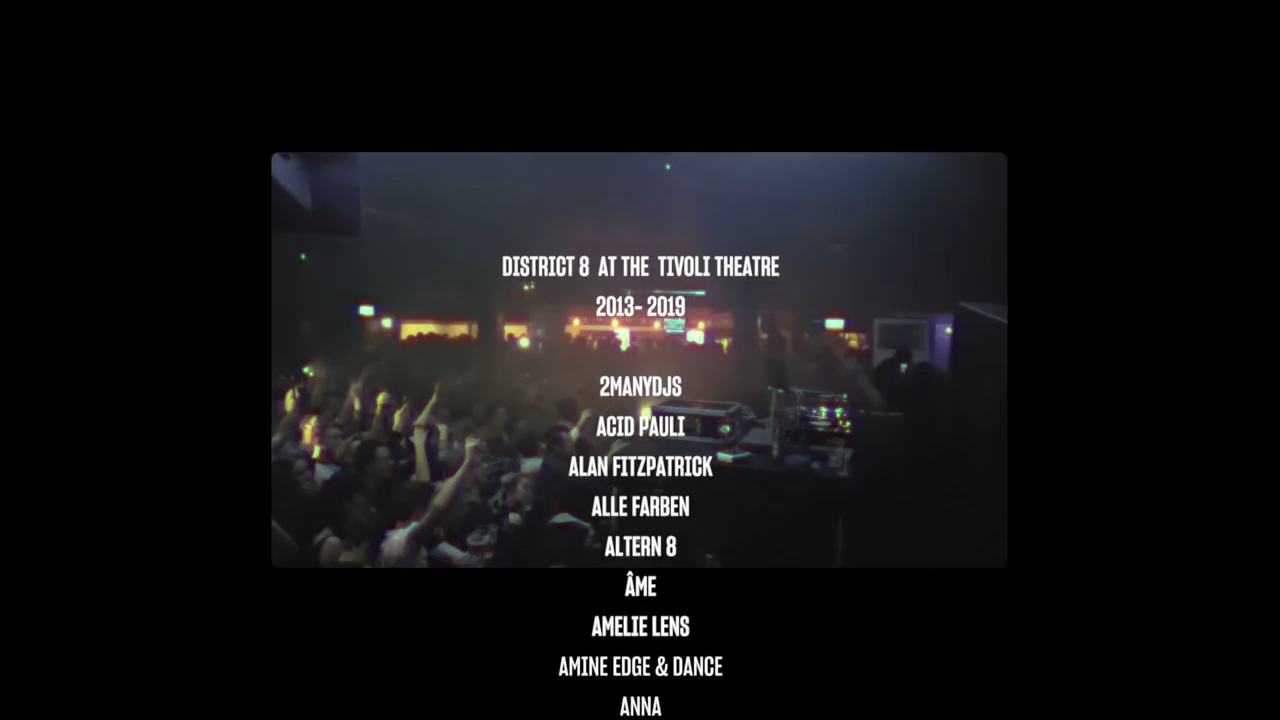 DISTRICT 8 AT THE TIVOLI THEATRE
2013- 2019
2MANYDJS
ACID PAULI
ALAN FITZPATRICK
ALLE FARBEN
ALTERN 8
ÂME
AMELIE LENS
AMINE EDGE & DANCE
ANNA